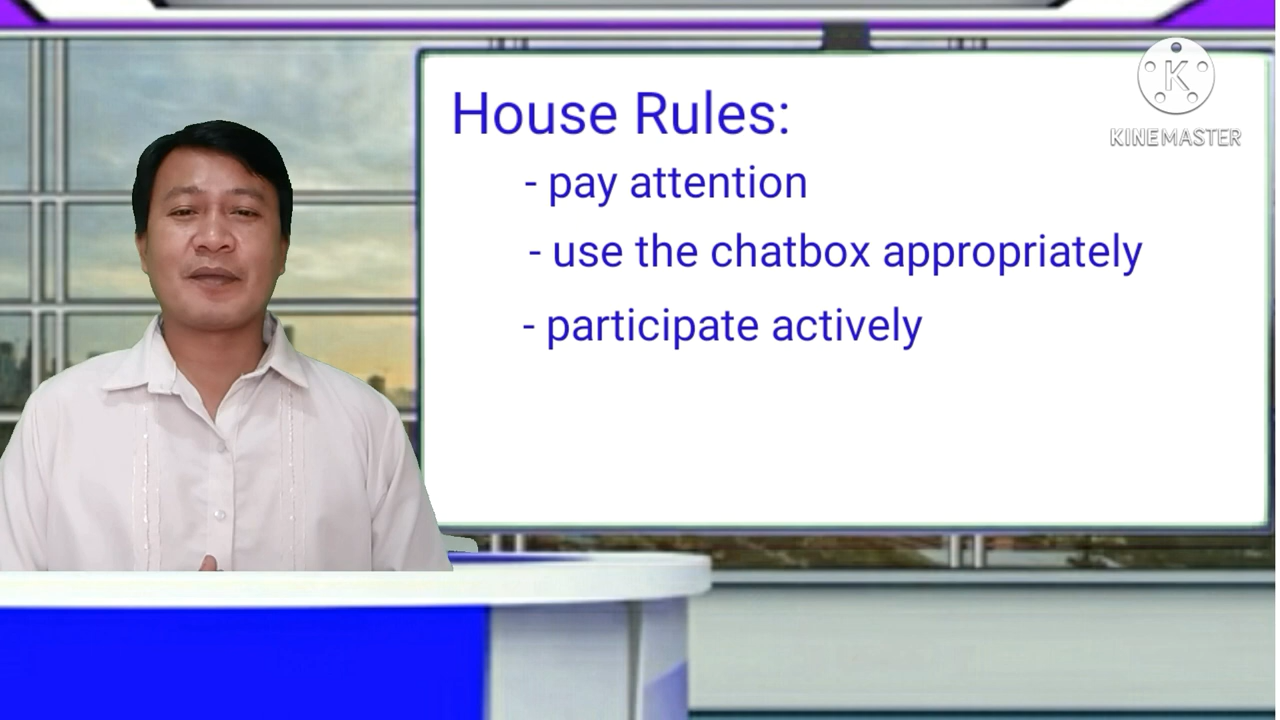 House Rules:
- pay attention
- use the chatbox appropriately
- participate actively
K
KINEMASTER